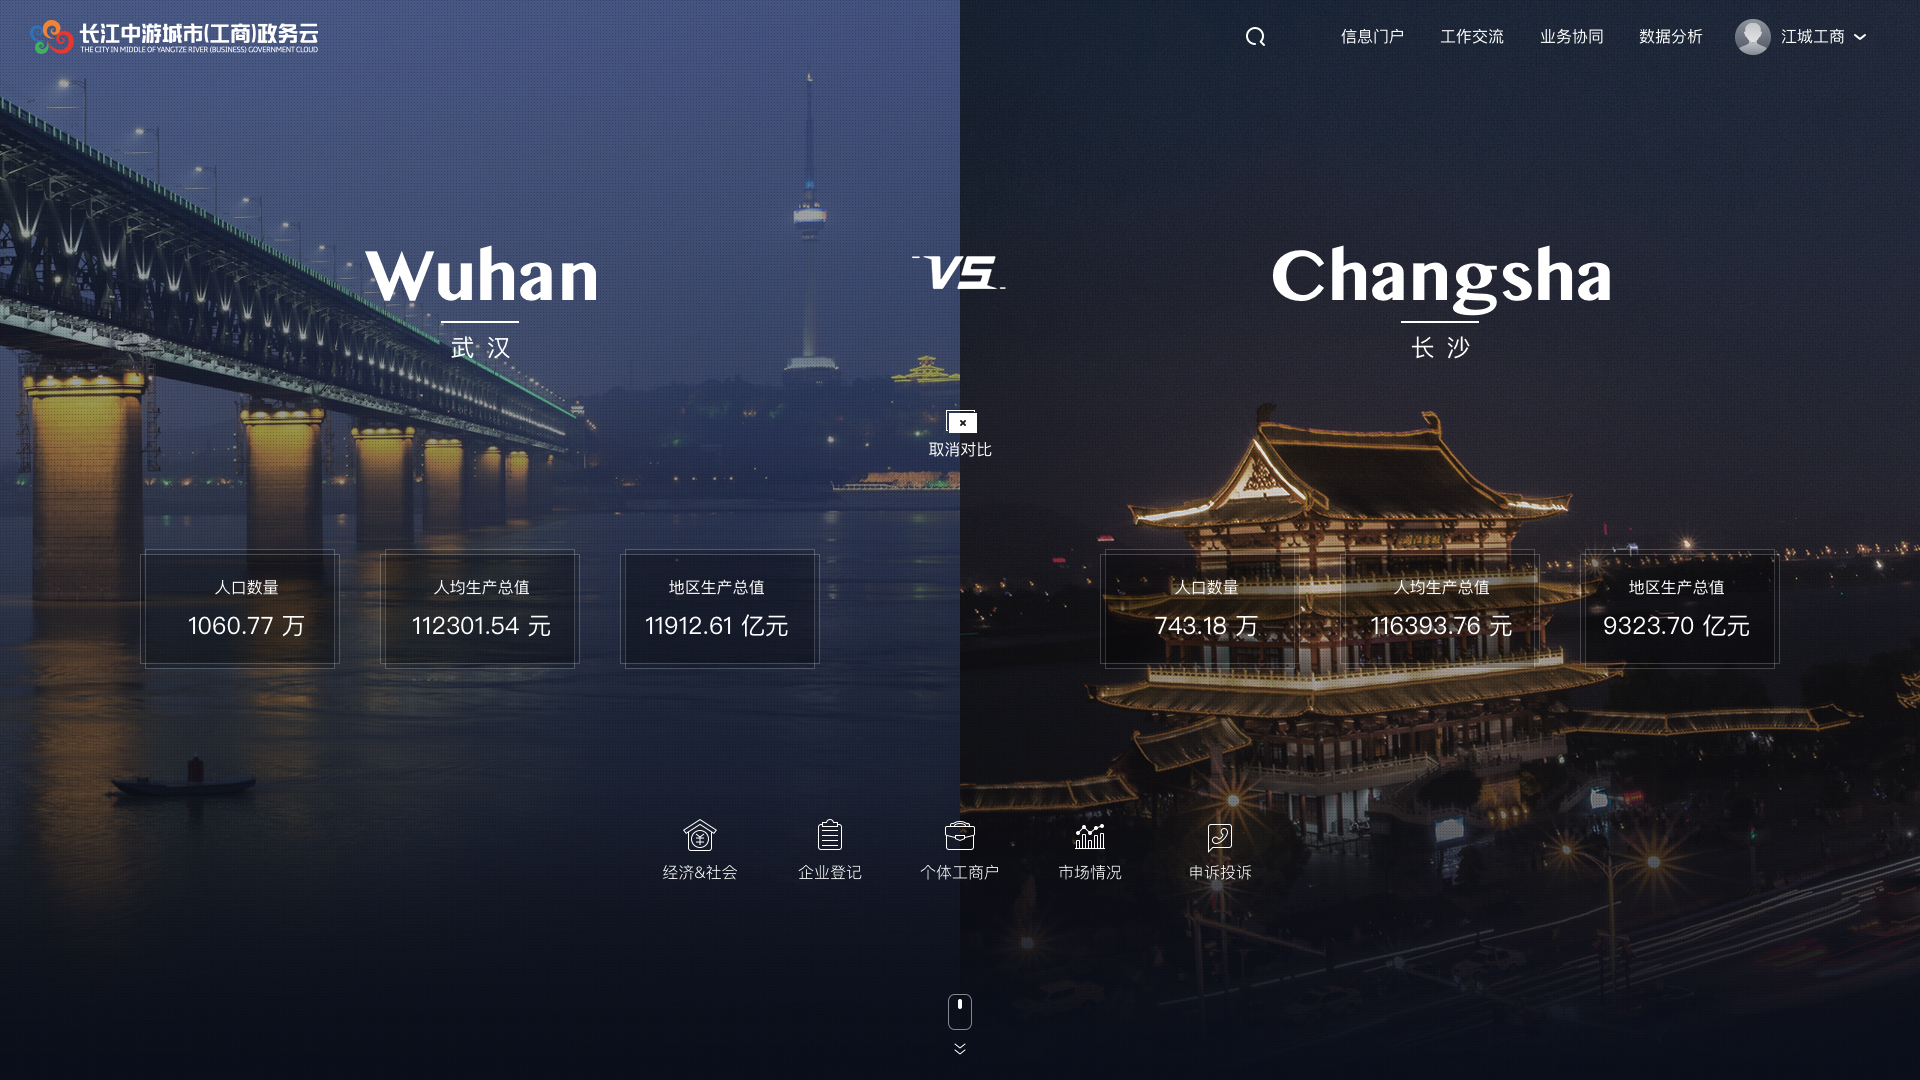 长江中游城市(工商)政务云
THE CITY IN MIDDLE OF YANGTZE RIVER (BUSINESS) GOVERNMENT CLOUD
信息门户 工作交流 业务协同 数据分析 江城工商
Wuhan
VS
Changsha
武汉
长沙
取消对比
人口数量
1060.77 万
人均生产总值
112301.54 元
地区生产总值
11912.61 亿元
人口数量
743.18 万
人均生产总值
116393.76 元
地区生产总值
9323.70 亿元
经济&社会
企业登记
个体工商户
市场情况
申诉投诉